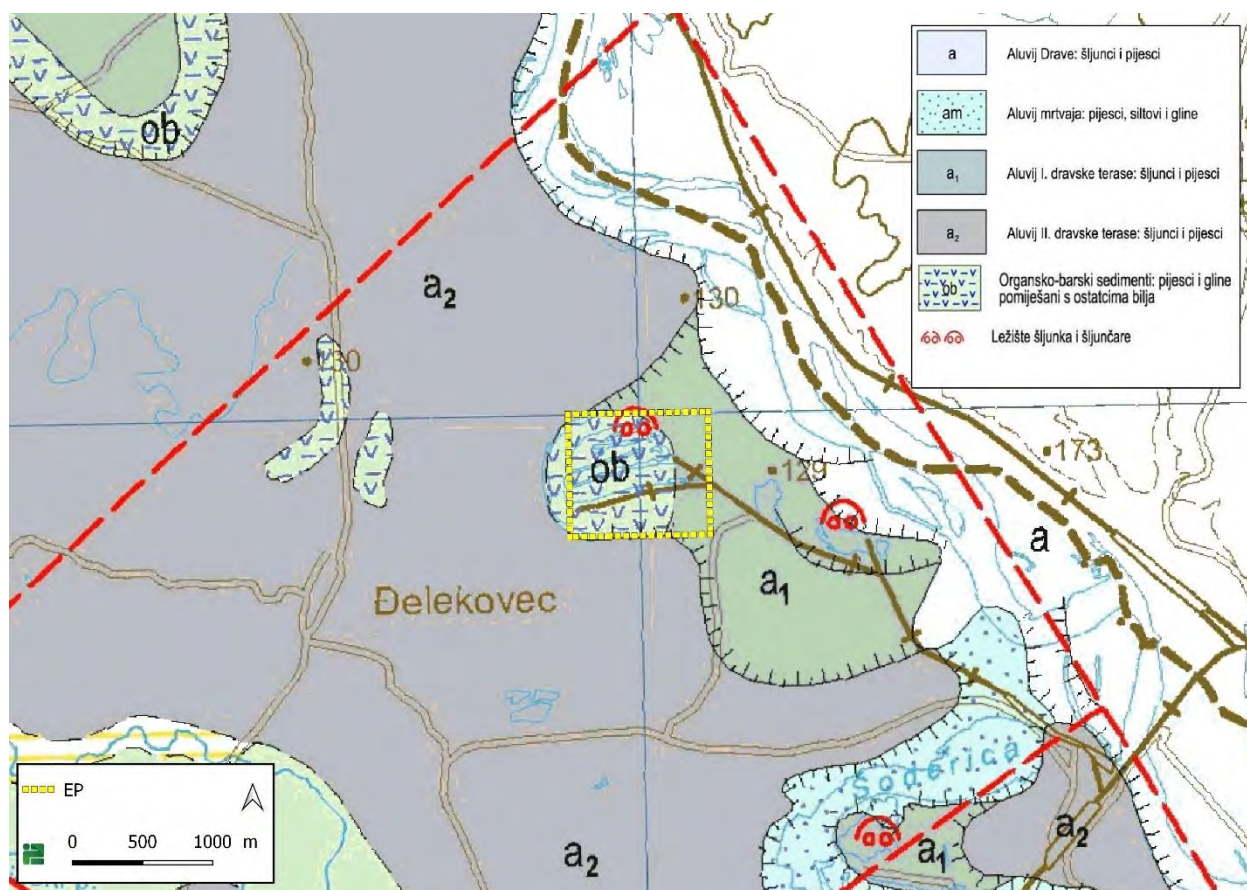 a Aluvij Drave: šljunci i pijesci
am Aluvij mrtvaja: pijesci, siltovi i gline
a₁ Aluvij I. dravske terase: šljunci i pijesci
a₂ Aluvij II. dravske terase: šljunci i pijesci
ob Organsko-barski sedimenti: pijesci i gline
pomiješani s ostatcima bilja
Ležište šljunka i šljunčare
ob
a₂
130
130
ob
129
173
a
Đelekovec
a₁
Šoderica
a₂
a₁
a₂
EP
0 500 1000 m